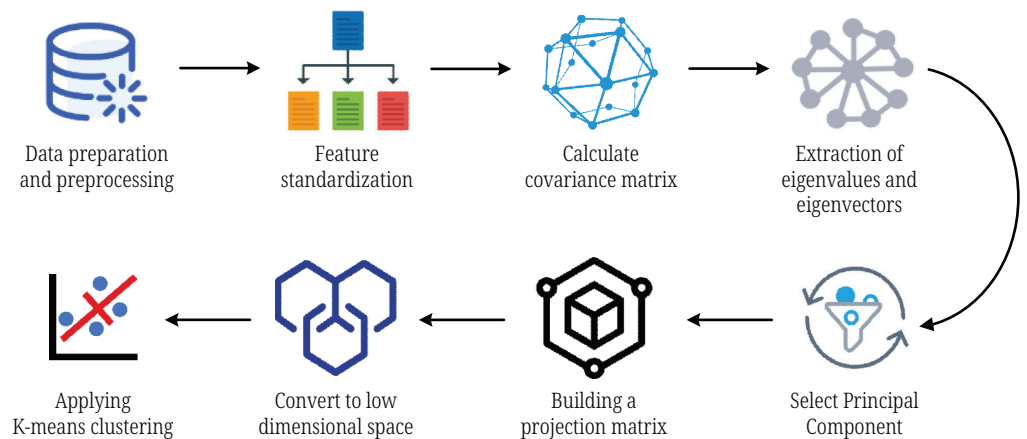 Data preparation
and preprocessing
Feature
standardization
Calculate
covariance matrix
Extraction of
eigenvalues and
eigenvectors
Select Principal
Component
Building a
projection matrix
Convert to low
dimensional space
Applying
K-means clustering